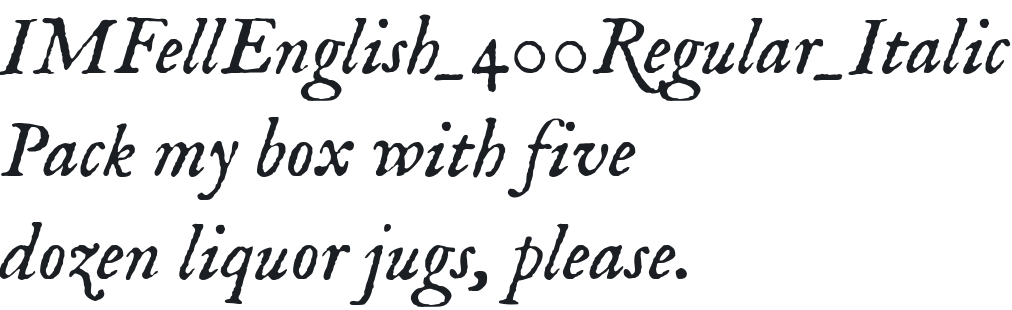 IMFellEnglish_400Regular_Italic
Pack my box with five
dozen liquor jugs, please.